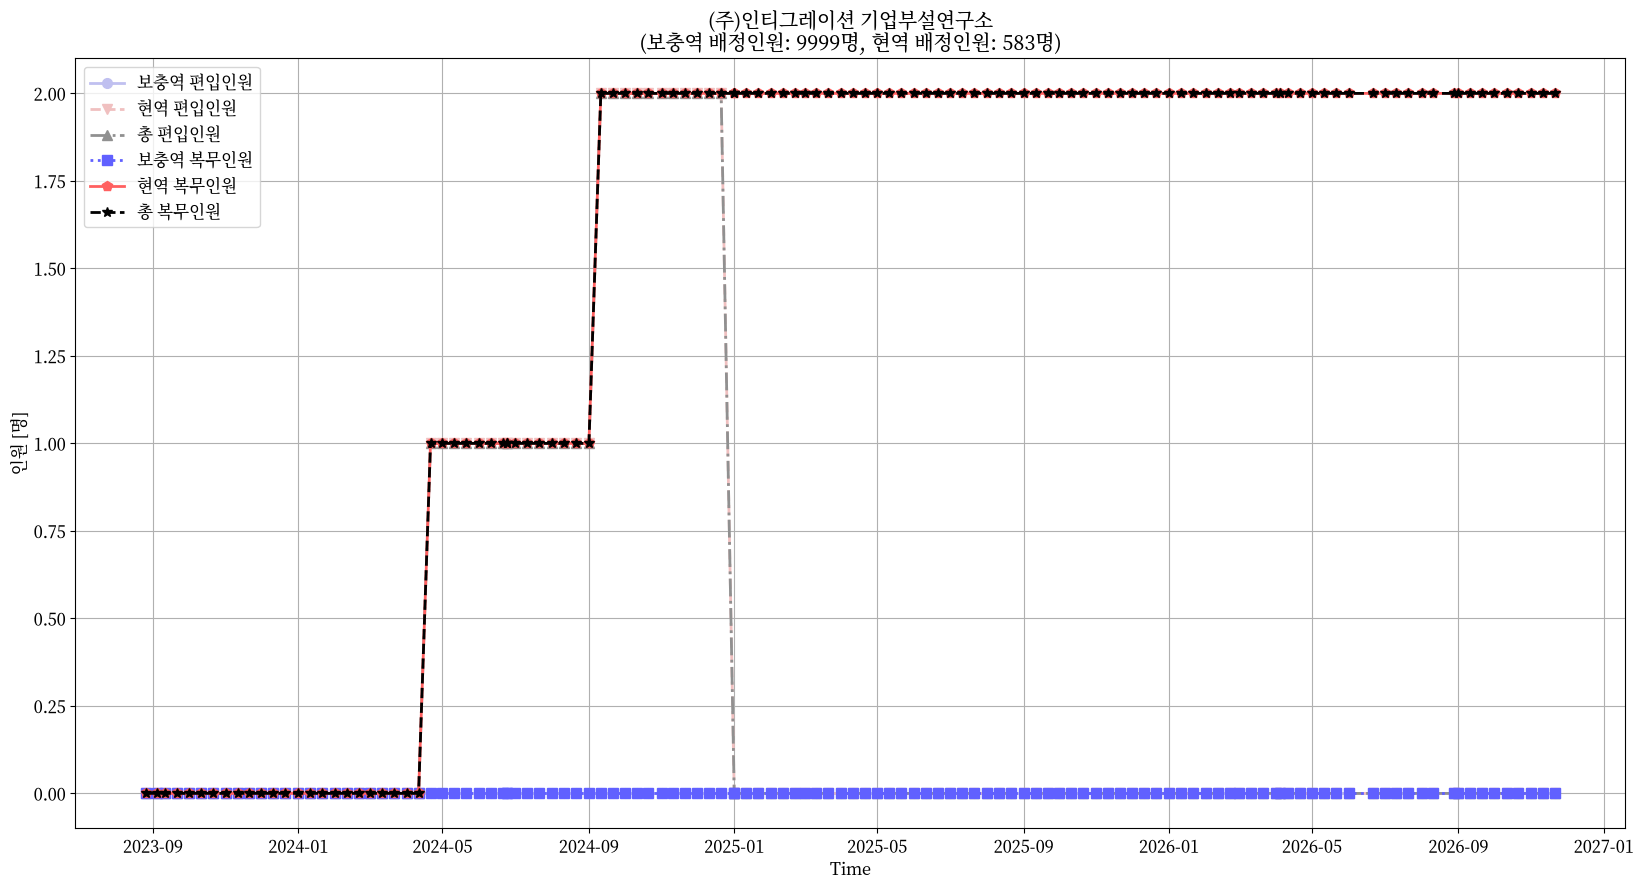 (주)인티그레이션 기업부설연구소
(보충역 배정인원: 9999명, 현역 배정인원: 583명)
보충역 편입인원
현역 편입인원
총 편입인원
보충역 복무인원
현역 복무인원
총 복무인원
2.00
1.75
1.50
1.25
1.00
0.75
0.50
0.25
0.00
인원 [명]
2023-09 2024-01 2024-05 2024-09 2025-01 2025-05 2025-09 2026-01 2026-05 2026-09 2027-01
Time